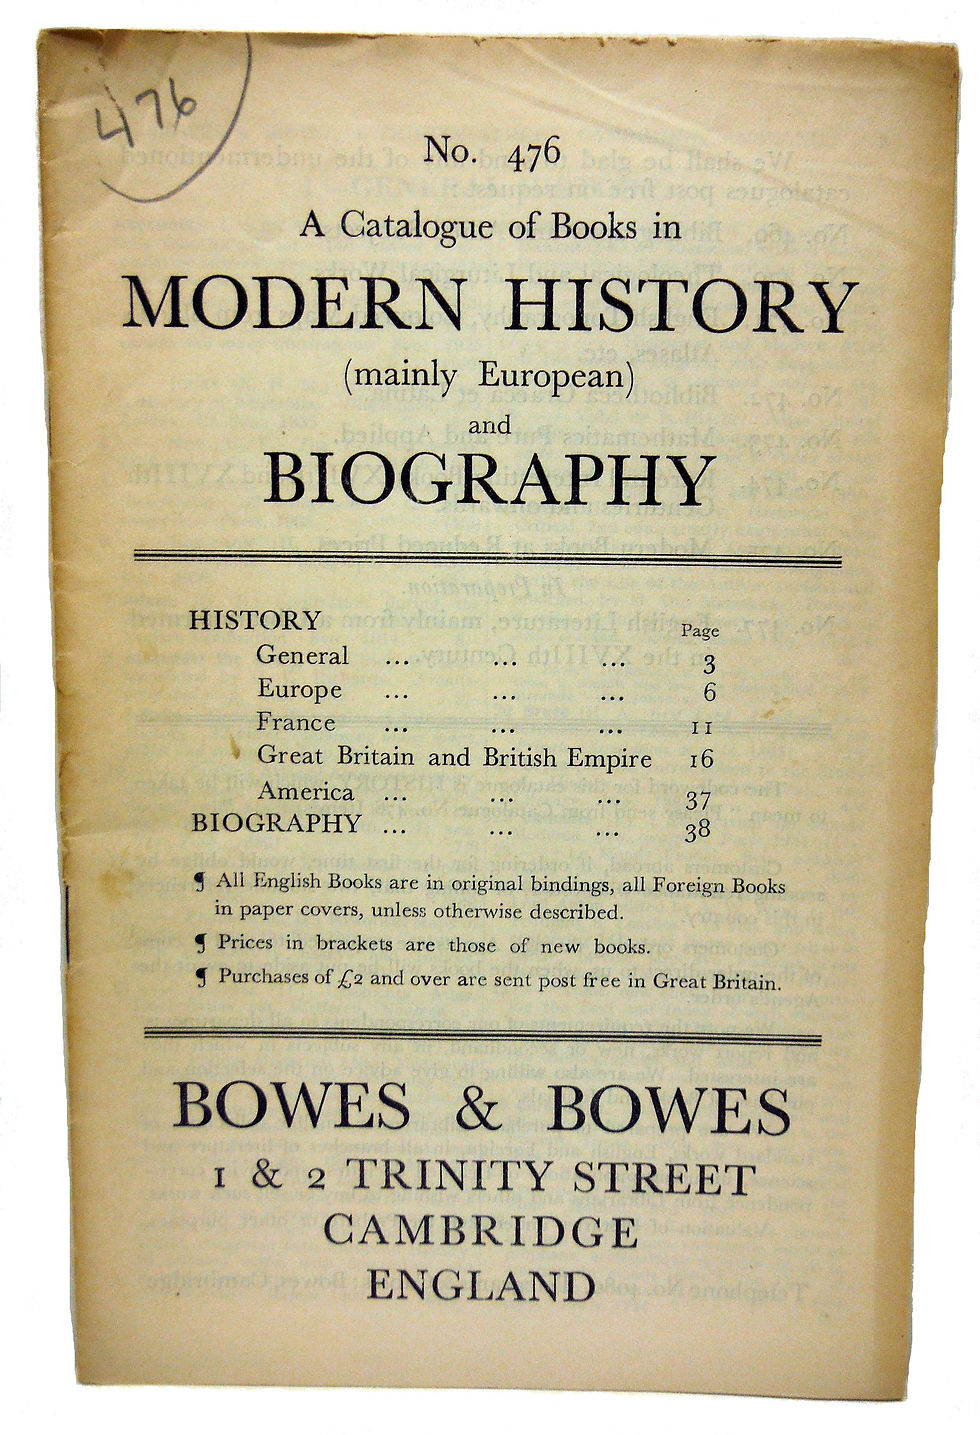 476
No. 476
A Catalogue of Books in
MODERN HISTORY
(mainly European)
and
BIOGRAPHY
HISTORY
Page
General ... ... ... 3
Europe ... ... ... 6
France ... ... ... 11
Great Britain and British Empire 16
America ... ... ... 37
BIOGRAPHY ... ... ... 38
¶ All English Books are in original bindings, all Foreign Books
in paper covers, unless otherwise described.
¶ Prices in brackets are those of new books.
¶ Purchases of £2 and over are sent post free in Great Britain.
BOWES & BOWES
1 & 2 TRINITY STREET
CAMBRIDGE
ENGLAND